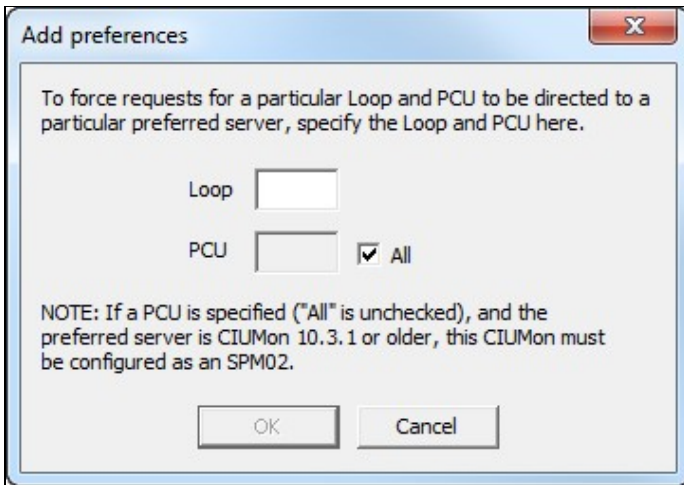 Add preferences
To force requests for a particular Loop and PCU to be directed to a
particular preferred server, specify the Loop and PCU here.
Loop
PCU All
NOTE: If a PCU is specified ("All" is unchecked), and the
preferred server is CIUMon 10.3.1 or older, this CIUMon must
be configured as an SPM02.
OK Cancel